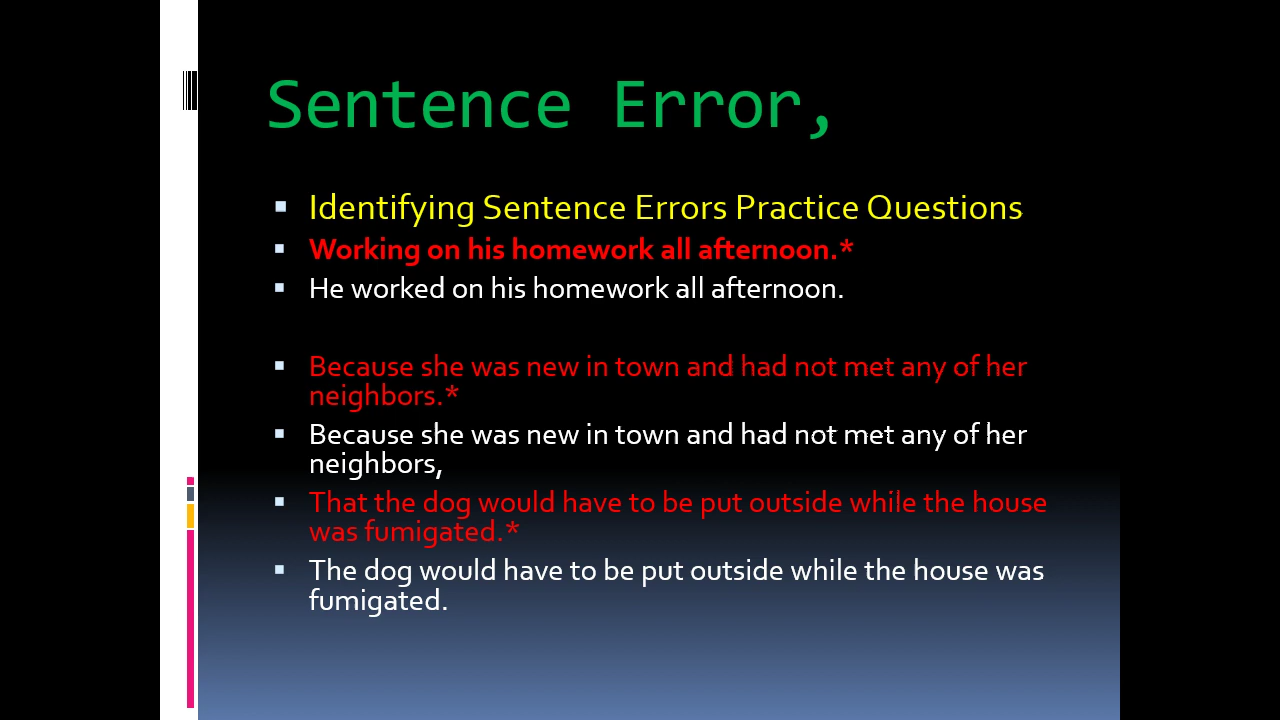 Sentence Error,
Identifying Sentence Errors Practice Questions
Working on his homework all afternoon.*
He worked on his homework all afternoon.
Because she was new in town and had not met any of her
neighbors.*
Because she was new in town and had not met any of her
neighbors,
That the dog would have to be put outside while the house
was fumigated.*
The dog would have to be put outside while the house was
fumigated.